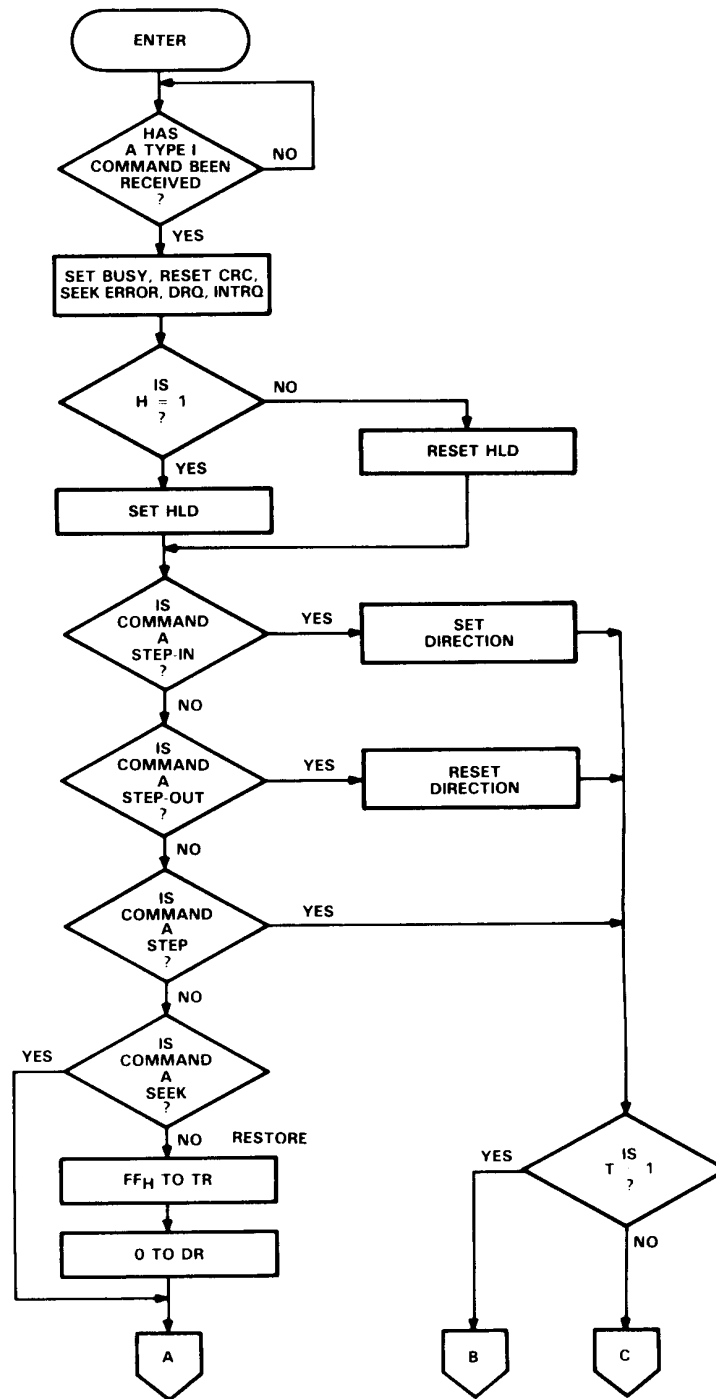 ENTER
HAS
A TYPE I
COMMAND BEEN
RECEIVED
?
NO
YES
SET BUSY, RESET CRC,
SEEK ERROR, DRQ, INTRQ
IS
H = 1
?
NO
RESET HLD
YES
SET HLD
IS
COMMAND
A
STEP-IN
?
YES
SET
DIRECTION
NO
IS
COMMAND
A
STEP-OUT
?
YES
RESET
DIRECTION
NO
IS
COMMAND
A
STEP
?
YES
NO
IS
COMMAND
A
SEEK
?
YES
NO RESTORE
FFH TO TR
0 TO DR
A
IS
T 1
?
YES
NO
B
C